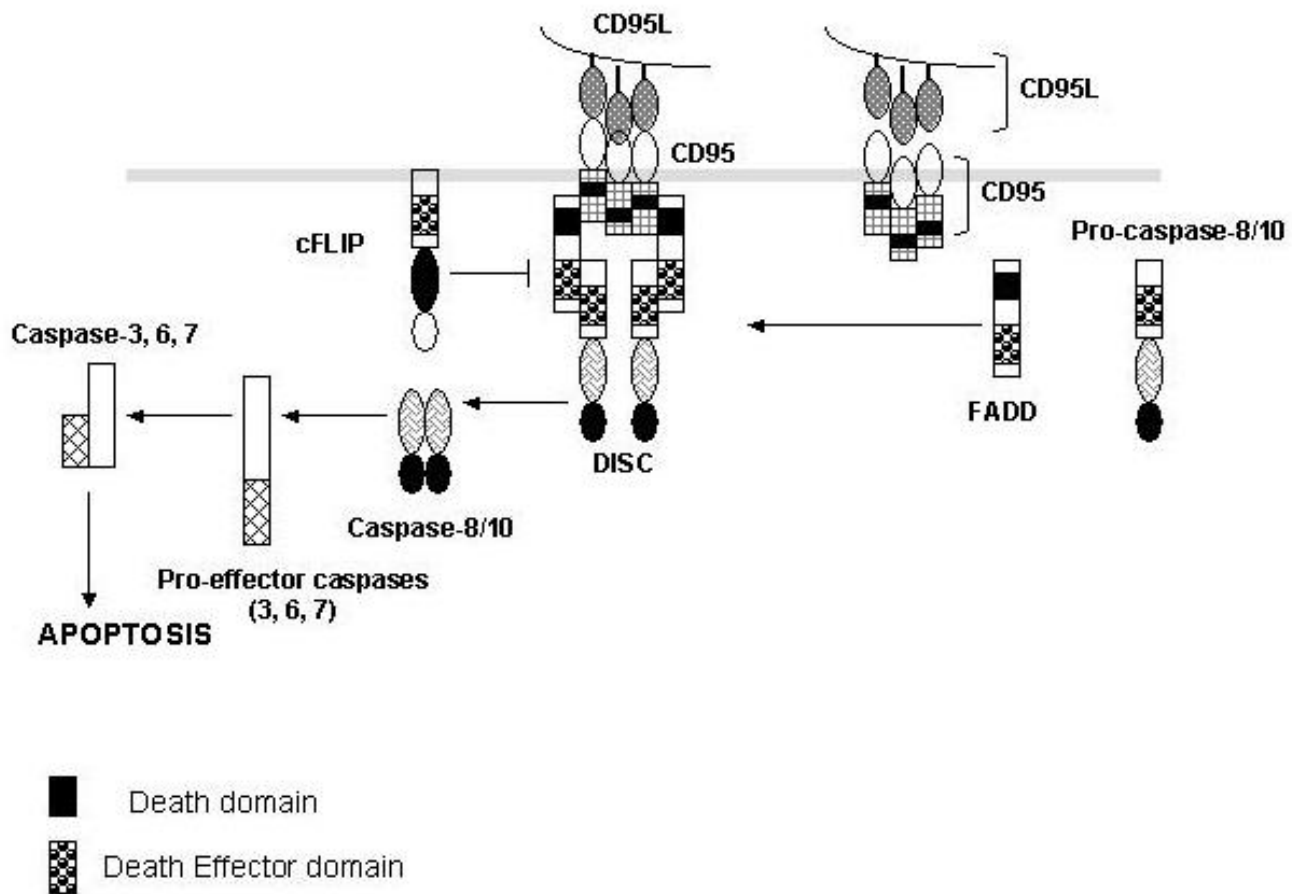 CD95L
CD95L
CD95
CD95
cFLIP
Pro-caspase-8/10
Caspase-3, 6, 7
FADD
DISC
Caspase-8/10
Pro-effector caspases
(3, 6, 7)
APOPTOSIS
Death domain
Death Effector domain